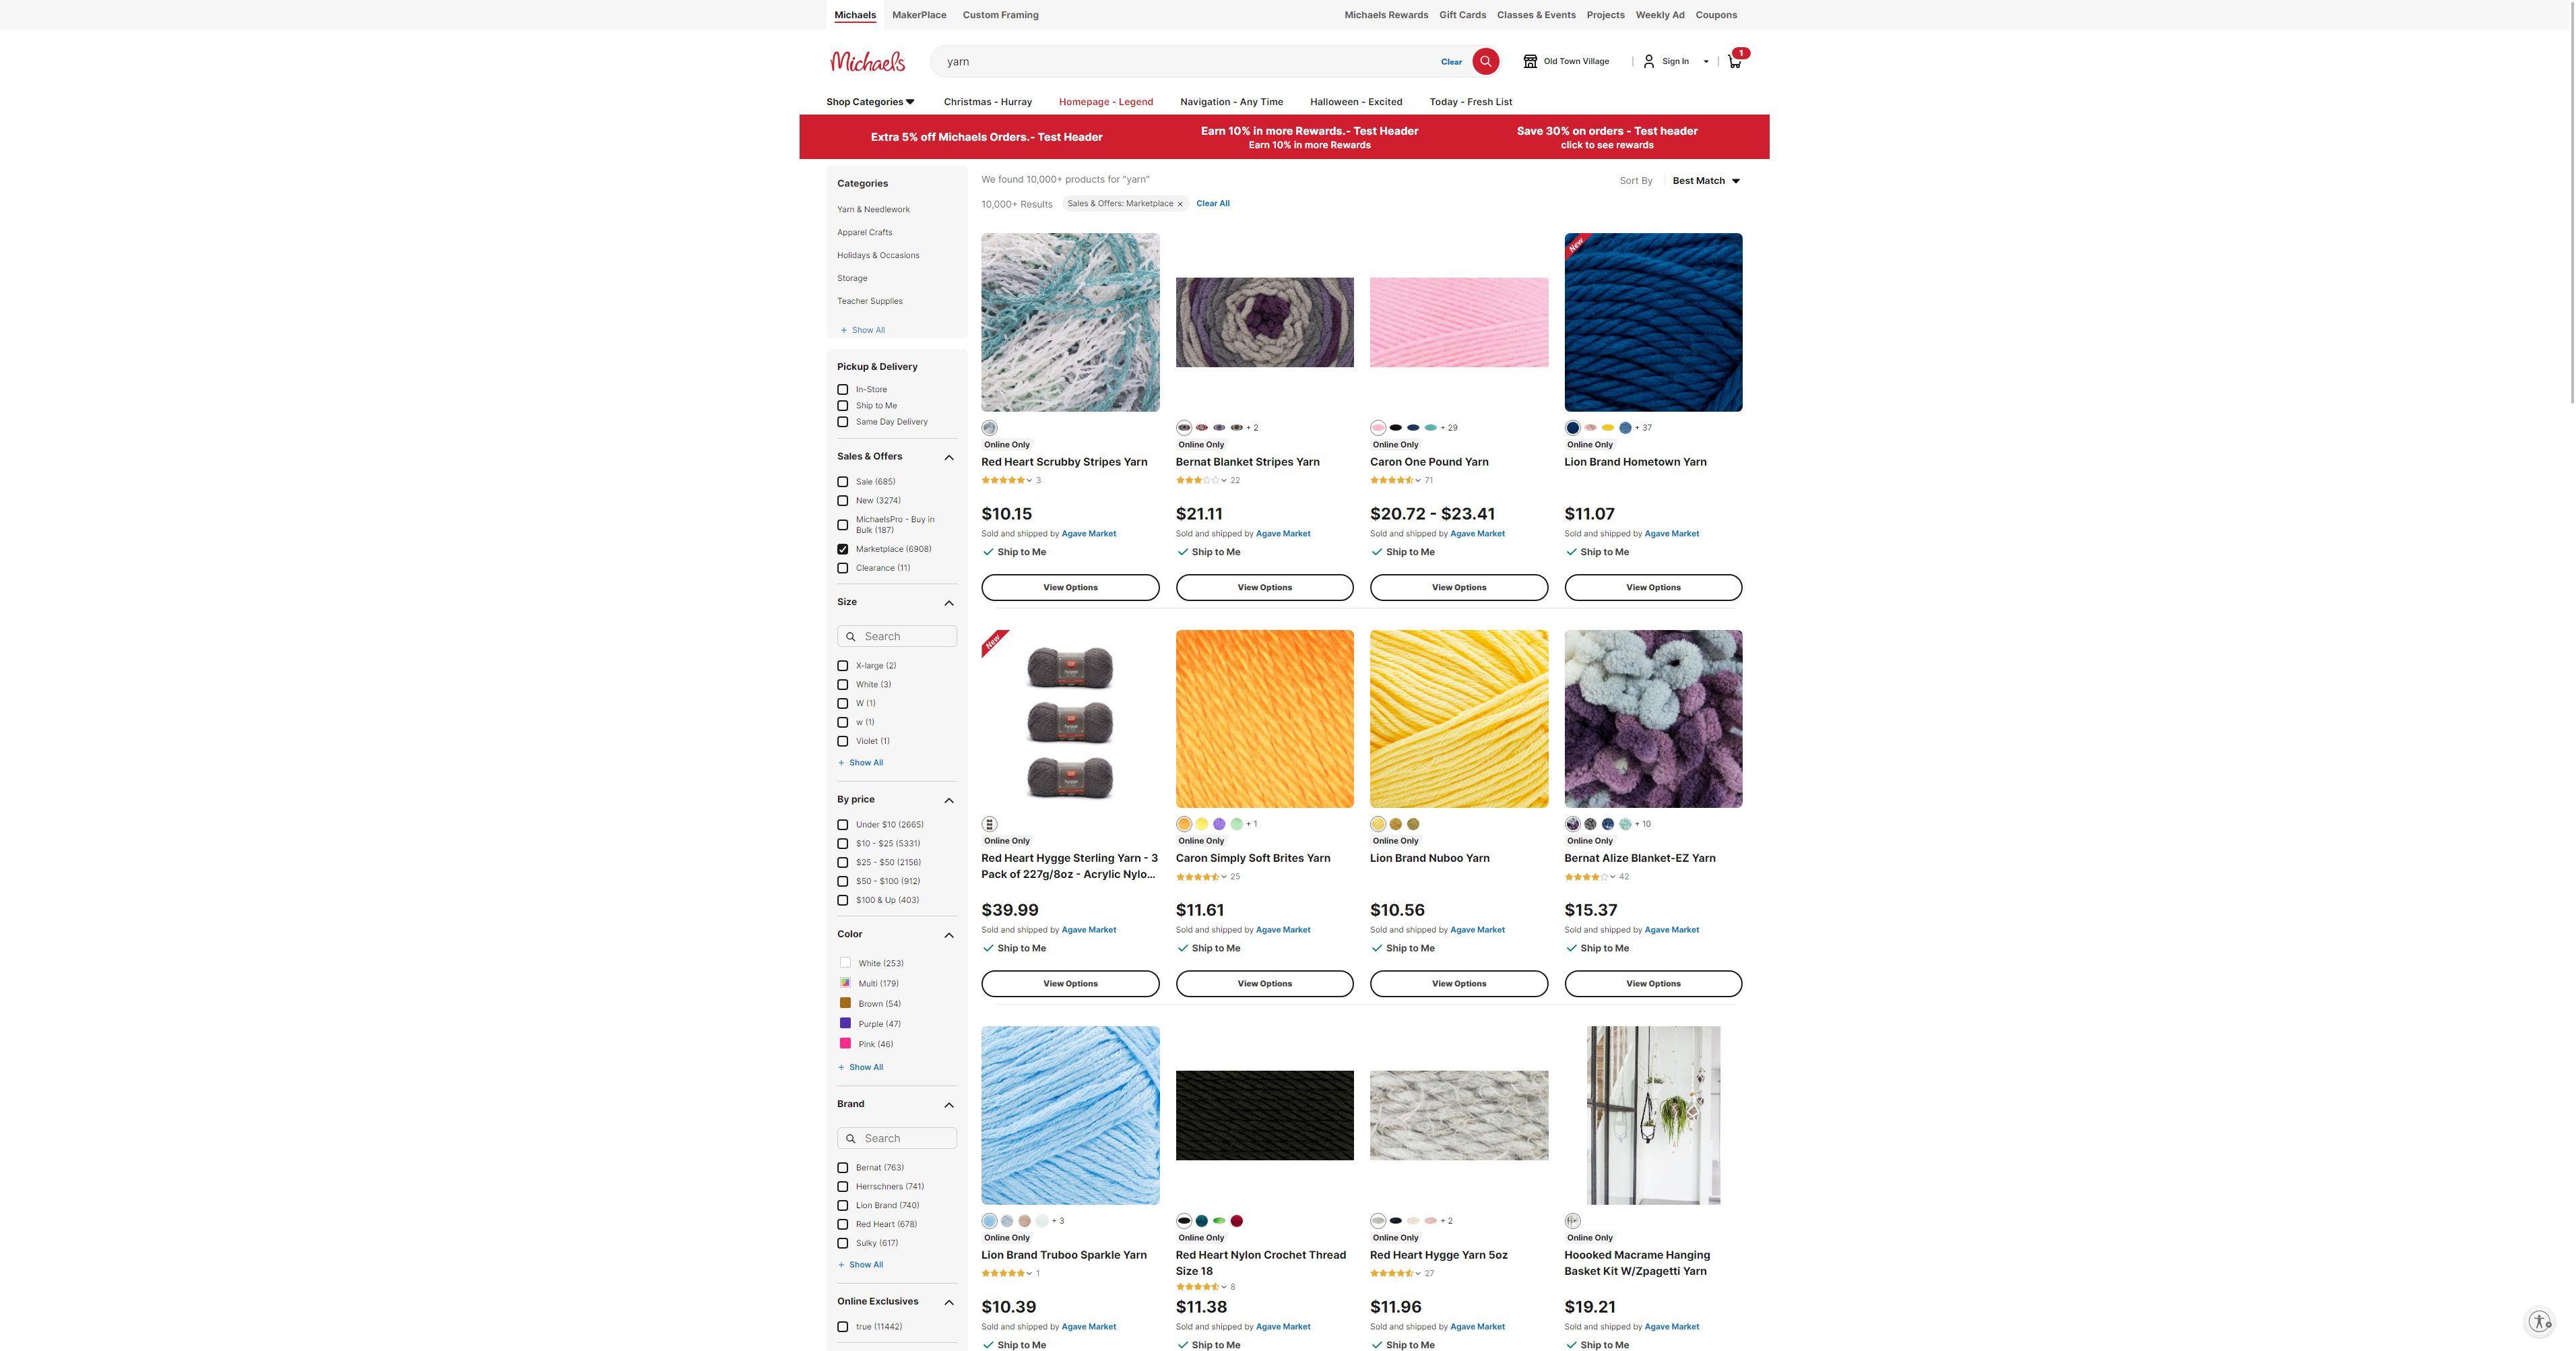 Michaels
MakerPlace
Custom Framing
Michaels Rewards
Gift Cards
Classes & Events
Projects
Weekly Ad
Coupons
Michaels
yarn
Clear
Old Town Village
Sign In
1
Shop Categories
Christmas - Hurray
Homepage - Legend
Navigation - Any Time
Halloween - Excited
Today - Fresh List
Extra 5% off Michaels Orders.- Test Header
Earn 10% in more Rewards.- Test Header
Earn 10% in more Rewards
Save 30% on orders - Test header
click to see rewards
Categories
Yarn & Needlework
Apparel Crafts
Holidays & Occasions
Storage
Teacher Supplies
+ Show All
Pickup & Delivery
In-Store
Ship to Me
Same Day Delivery
Sales & Offers
Sale (685)
New (3274)
MichaelsPro - Buy in
Bulk (187)
Marketplace (6908)
Clearance (11)
Size
Search
X-large (2)
White (3)
W (1)
w (1)
Violet (1)
+ Show All
By price
Under $10 (2665)
$10 - $25 (5331)
$25 - $50 (2156)
$50 - $100 (912)
$100 & Up (403)
Color
White (253)
Multi (179)
Brown (54)
Purple (47)
Pink (46)
+ Show All
Brand
Search
Bernat (763)
Herrschners (741)
Lion Brand (740)
Red Heart (678)
Sulky (617)
+ Show All
Online Exclusives
true (11442)
We found 10,000+ products for "yarn"
Sort By
Best Match
10,000+ Results
Sales & Offers: Marketplace ×
Clear All
Online Only
Red Heart Scrubby Stripes Yarn
3
$10.15
Sold and shipped by Agave Market
Ship to Me
View Options
+ 2
Online Only
Bernat Blanket Stripes Yarn
22
$21.11
Sold and shipped by Agave Market
Ship to Me
View Options
+ 29
Online Only
Caron One Pound Yarn
71
$20.72 - $23.41
Sold and shipped by Agave Market
Ship to Me
View Options
New
+ 37
Online Only
Lion Brand Hometown Yarn
$11.07
Sold and shipped by Agave Market
Ship to Me
View Options
New
Online Only
Red Heart Hygge Sterling Yarn - 3
Pack of 227g/8oz - Acrylic Nylo...
$39.99
Sold and shipped by Agave Market
Ship to Me
View Options
+ 1
Online Only
Caron Simply Soft Brites Yarn
25
$11.61
Sold and shipped by Agave Market
Ship to Me
View Options
Online Only
Lion Brand Nuboo Yarn
$10.56
Sold and shipped by Agave Market
Ship to Me
View Options
+ 10
Online Only
Bernat Alize Blanket-EZ Yarn
42
$15.37
Sold and shipped by Agave Market
Ship to Me
View Options
+ 3
Online Only
Lion Brand Truboo Sparkle Yarn
1
$10.39
Sold and shipped by Agave Market
Ship to Me
Online Only
Red Heart Nylon Crochet Thread
Size 18
8
$11.38
Sold and shipped by Agave Market
Ship to Me
+ 2
Online Only
Red Heart Hygge Yarn 5oz
27
$11.96
Sold and shipped by Agave Market
Ship to Me
Online Only
Hoooked Macrame Hanging
Basket Kit W/Zpagetti Yarn
$19.21
Sold and shipped by Agave Market
Ship to Me